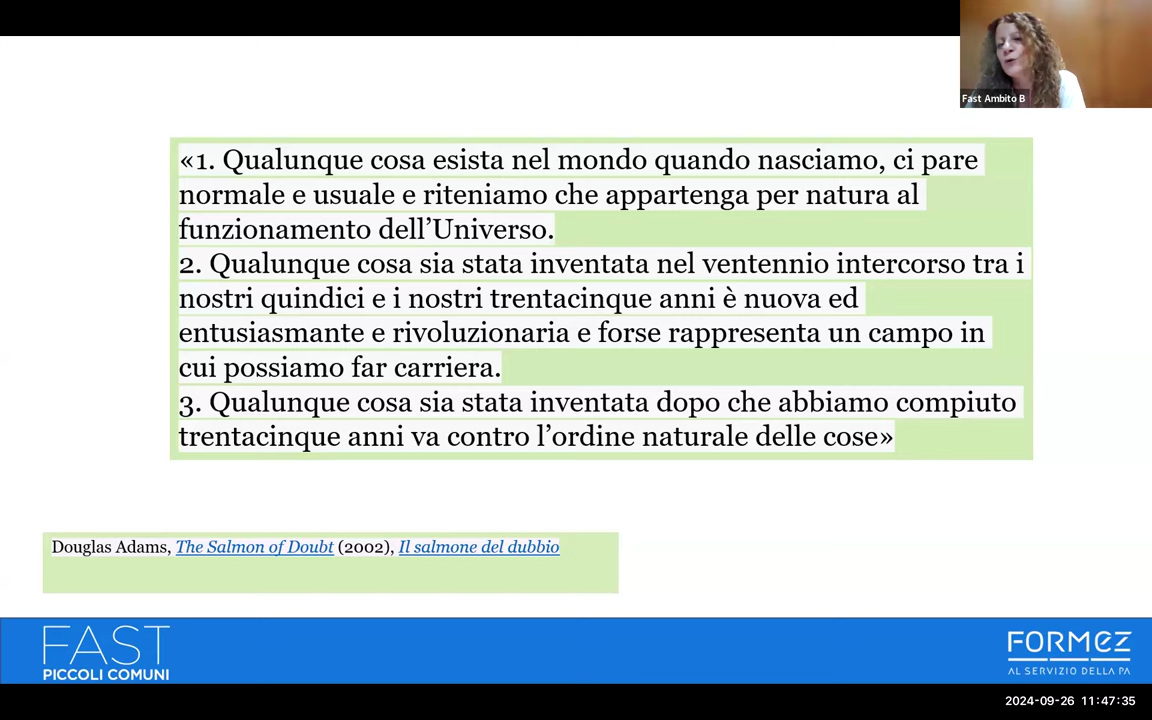 Fast Ambito B
«1. Qualunque cosa esista nel mondo quando nasciamo, ci pare
normale e usuale e riteniamo che appartenga per natura al
funzionamento dell’Universo.
2. Qualunque cosa sia stata inventata nel ventennio intercorso tra i
nostri quindici e i nostri trentacinque anni è nuova ed
entusiasmante e rivoluzionaria e forse rappresenta un campo in
cui possiamo far carriera.
3. Qualunque cosa sia stata inventata dopo che abbiamo compiuto
trentacinque anni va contro l’ordine naturale delle cose»
Douglas Adams, The Salmon of Doubt (2002), Il salmone del dubbio
FAST
PICCOLI COMUNI
FORMEZ
AL SERVIZIO DELLA PA
2024-09-26 11:47:35